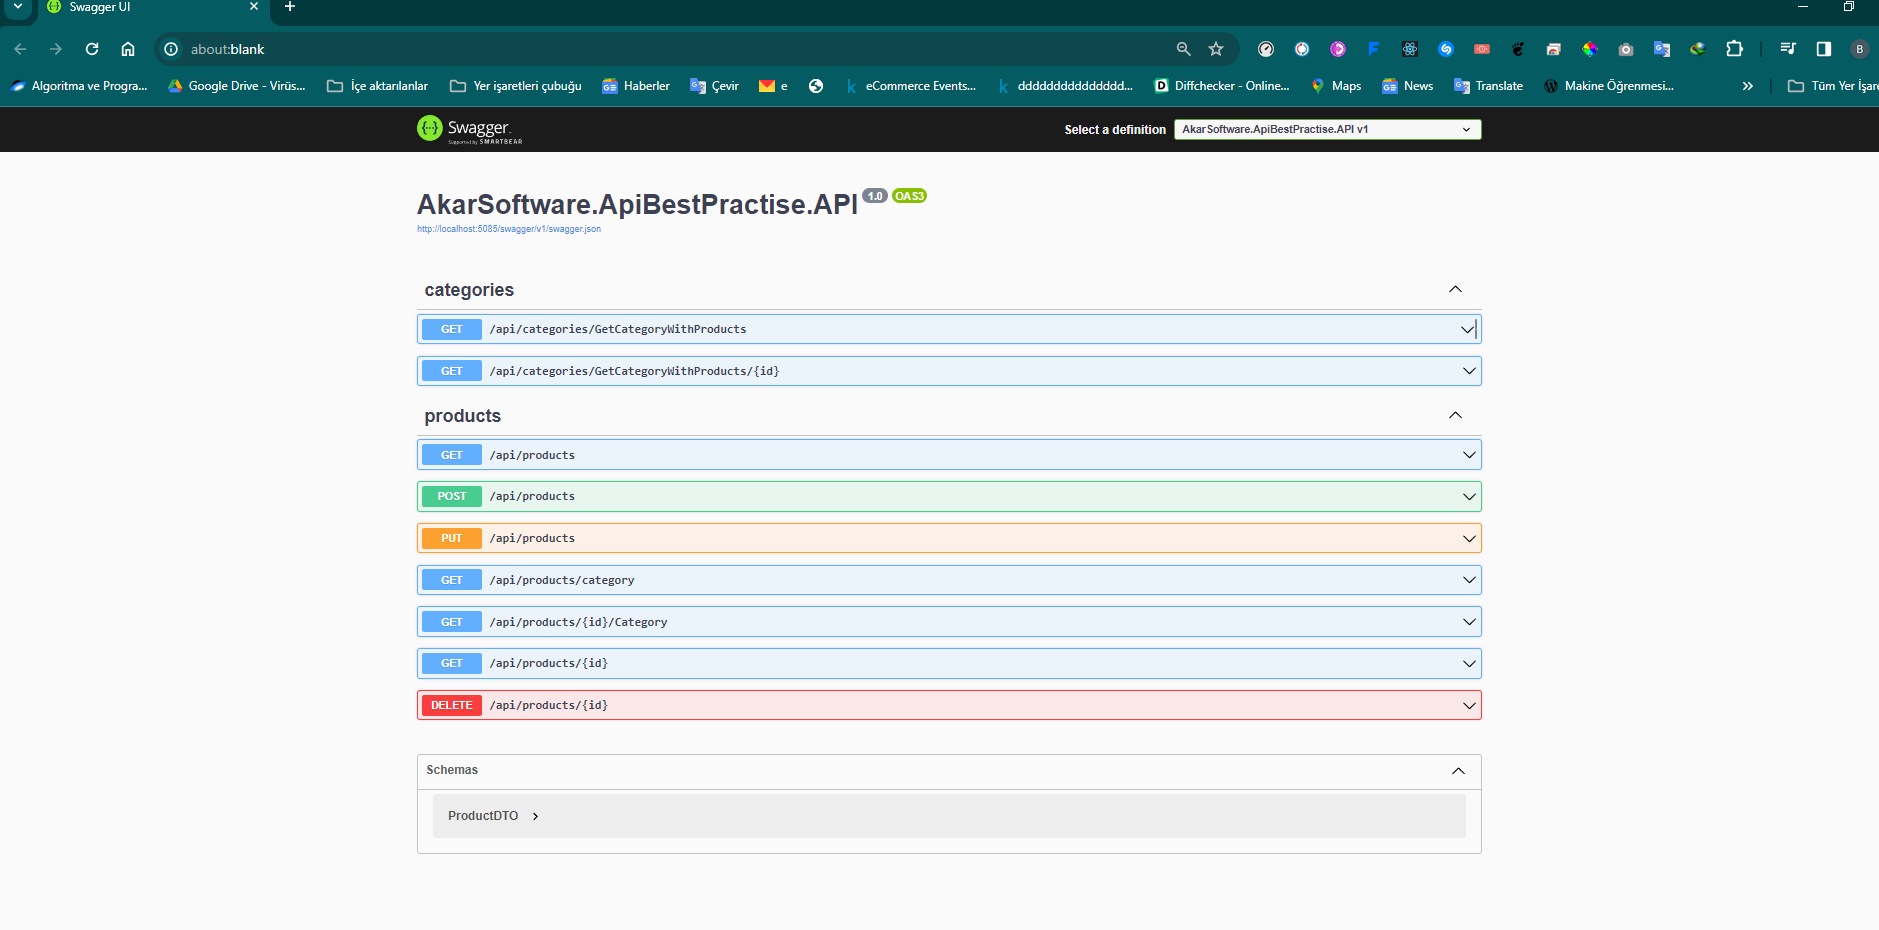 Swagger UI
about:blank
B
Algoritma ve Progra...
Google Drive - Virüs...
İçe aktarılanlar
Yer işaretleri çubuğu
Haberler
Çevir
e
eCommerce Events...
ddddddddddddddd...
Diffchecker - Online...
Maps
News
Translate
Makine Öğrenmesi...
Tüm Yer İşare
Swagger
Supported by SMARTBEAR
Select a definition
AkarSoftware.ApiBestPractise.API v1
AkarSoftware.ApiBestPractise.API 1.0 OAS3
http://localhost:5085/swagger/v1/swagger.json
categories
GET /api/categories/GetCategoryWithProducts
GET /api/categories/GetCategoryWithProducts/{id}
products
GET /api/products
POST /api/products
PUT /api/products
GET /api/products/category
GET /api/products/{id}/Category
GET /api/products/{id}
DELETE /api/products/{id}
Schemas
ProductDTO